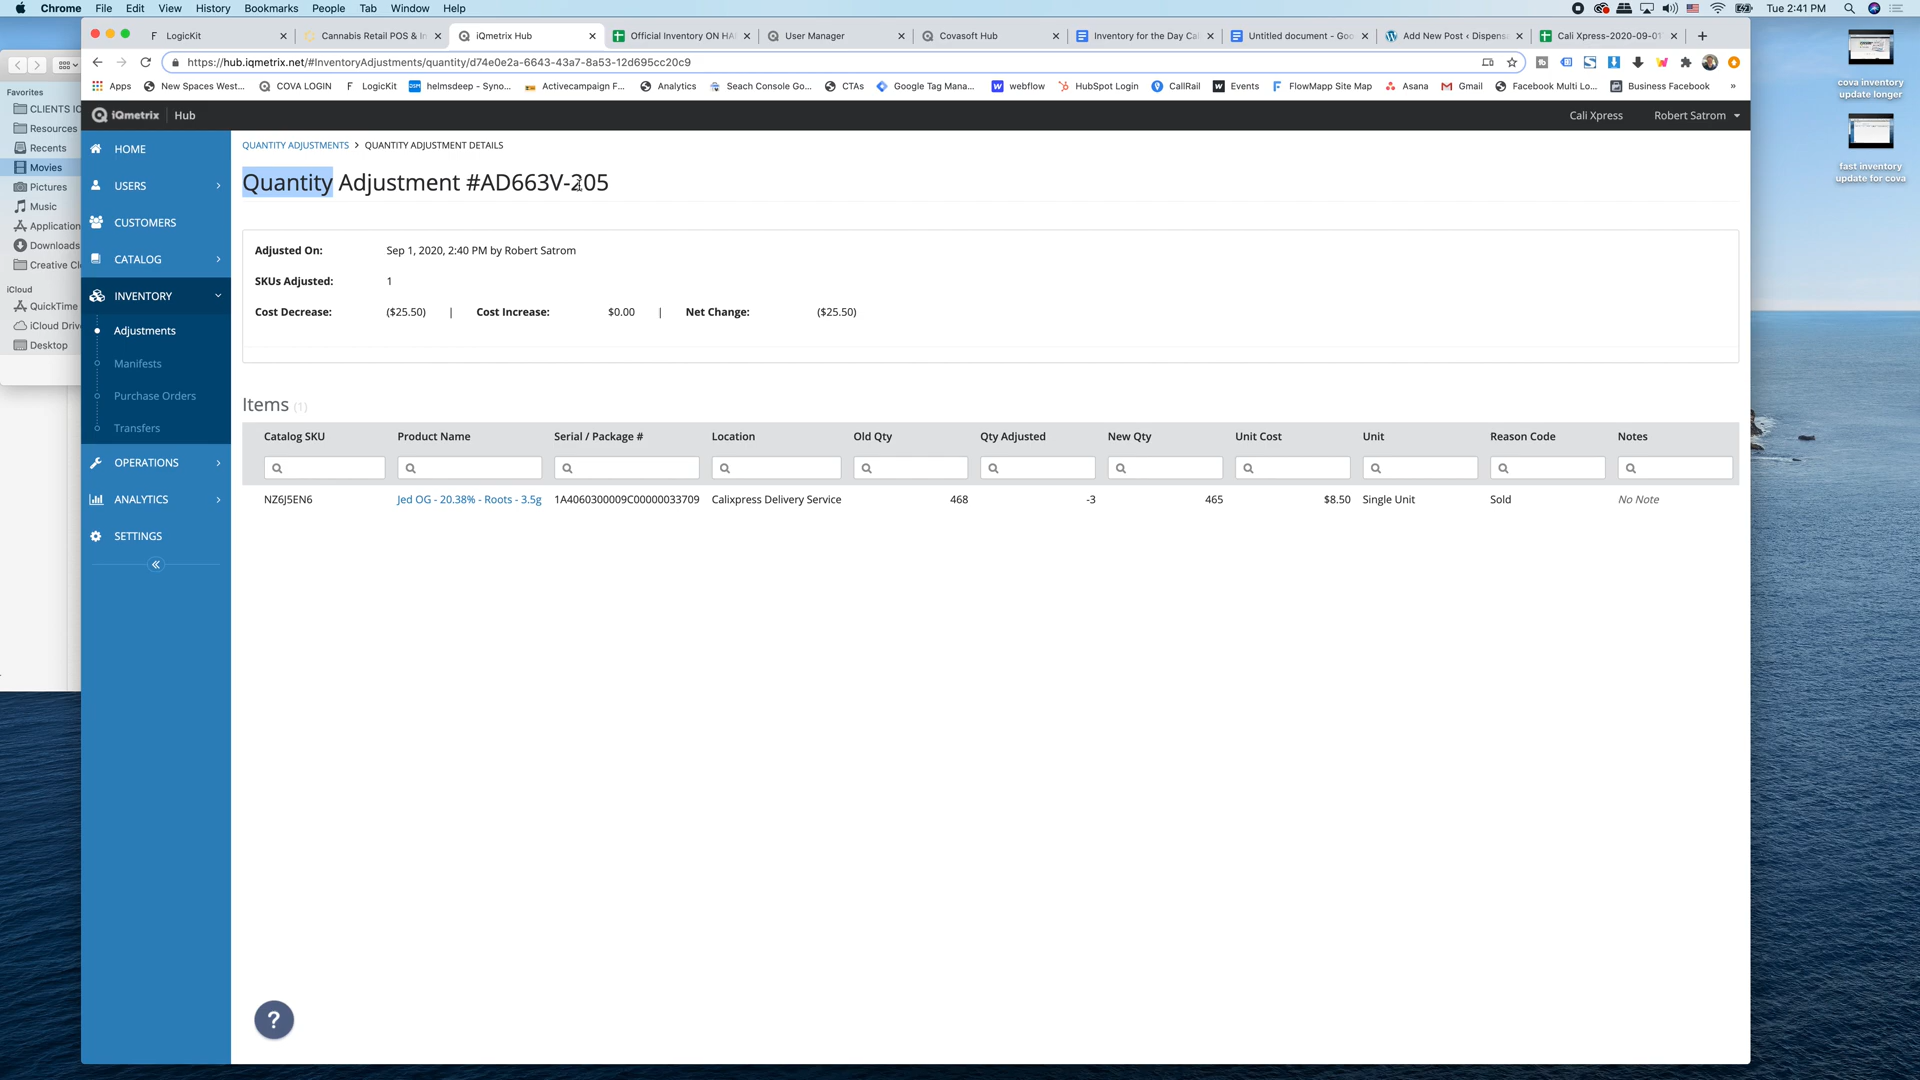 Chrome File Edit View History Bookmarks People Tab Window Help Tue 2:41 PM
LogicKit Cannabis Retail POS & In iQmetrix Hub Official Inventory ON HA User Manager Covasoft Hub Inventory for the Day Ca Untitled document - Goo Add New Post ‹ Dispens Cali Xpress-2020-09-01
https://hub.iqmetrix.net/#InventoryAdjustments/quantity/d74e0e2a-6643-43a7-8a53-12d695cc20c9
Apps New Spaces West... COVA LOGIN LogicKit helmsdeep - Syno... Activecampaign F... Analytics Seach Console Go... CTAs Google Tag Mana... webflow HubSpot Login CallRail Events FlowMapp Site Map Asana Gmail Facebook Multi Lo... Business Facebook »
iQmetrix Hub Cali Xpress Robert Satrom
Favorites
CLIENTS IC
Resources
Recents
Movies
Pictures
Music
Application
Downloads
Creative Cl
iCloud
QuickTime
iCloud Driv
Desktop
HOME
USERS
CUSTOMERS
CATALOG
INVENTORY
Adjustments
Manifests
Purchase Orders
Transfers
OPERATIONS
ANALYTICS
SETTINGS
QUANTITY ADJUSTMENTS > QUANTITY ADJUSTMENT DETAILS
Quantity Adjustment #AD663V-205
Adjusted On: Sep 1, 2020, 2:40 PM by Robert Satrom
SKUs Adjusted: 1
Cost Decrease: ($25.50) | Cost Increase: $0.00 | Net Change: ($25.50)
Items (1)
Catalog SKU Product Name Serial / Package # Location Old Qty Qty Adjusted New Qty Unit Cost Unit Reason Code Notes
NZ6J5EN6 Jed OG - 20.38% - Roots - 3.5g 1A4060300009C00000033709 Calixpress Delivery Service 468 -3 465 $8.50 Single Unit Sold No Note
?
cova inventory
update longer
fast inventory
update for cova